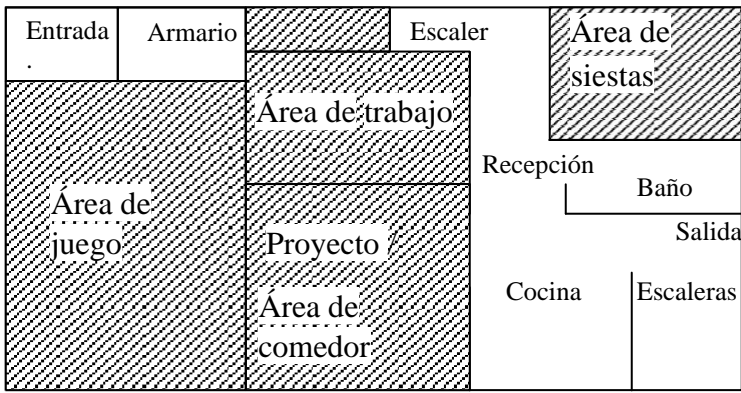 Entrada
.
Armario
Escaler
Área de
siestas
Área de trabajo
Recepción
Baño
Área de
juego
Salida
Proyecto /
Área de
comedor
Cocina
Escaleras